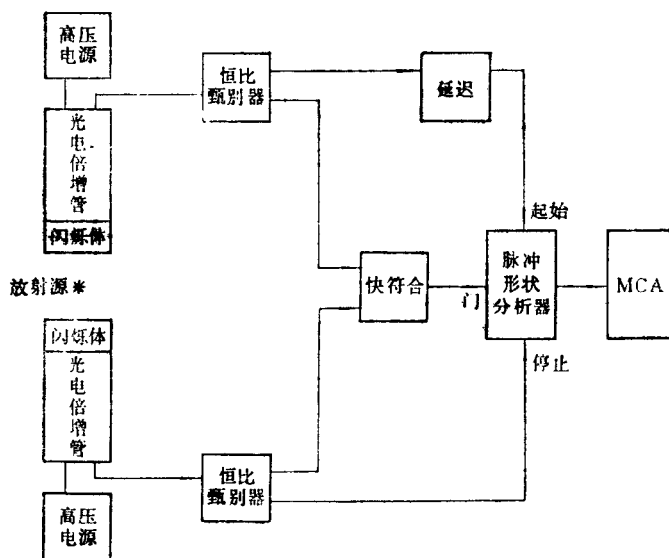 高压
电源
恒比
甄别器
延迟
光
电
倍
增
管
闪烁体
起始
放射源*
快符合
门
脉冲
形状
分析器
MCA
闪烁体
光
电
倍
增
管
停止
恒比
甄别器
高压
电源